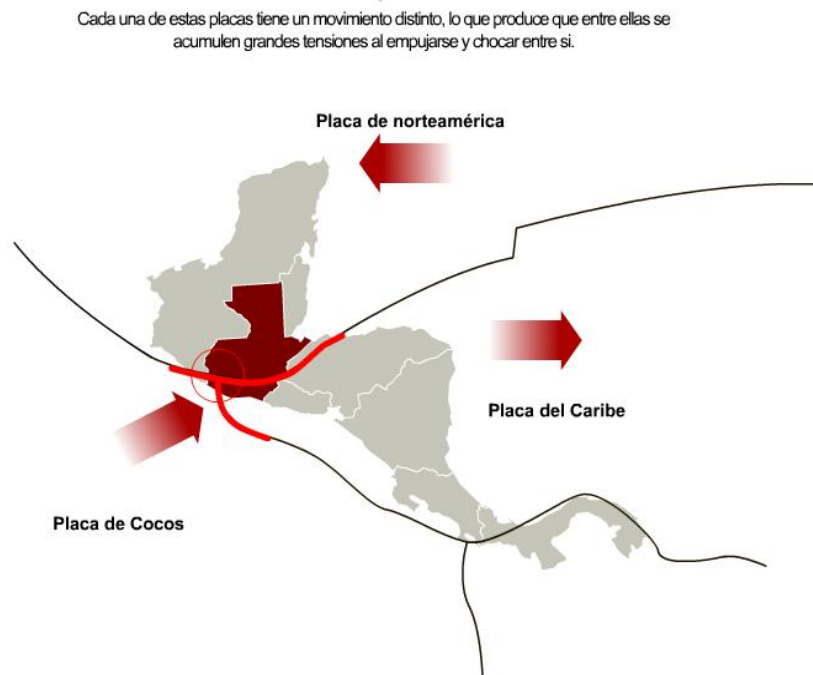 Cada una de estas placas tiene un movimiento distinto, lo que produce que entre ellas se
acumulen grandes tensiones al empujarse y chocar entre si.
Placa de norteamérica
Placa del Caribe
Placa de Cocos